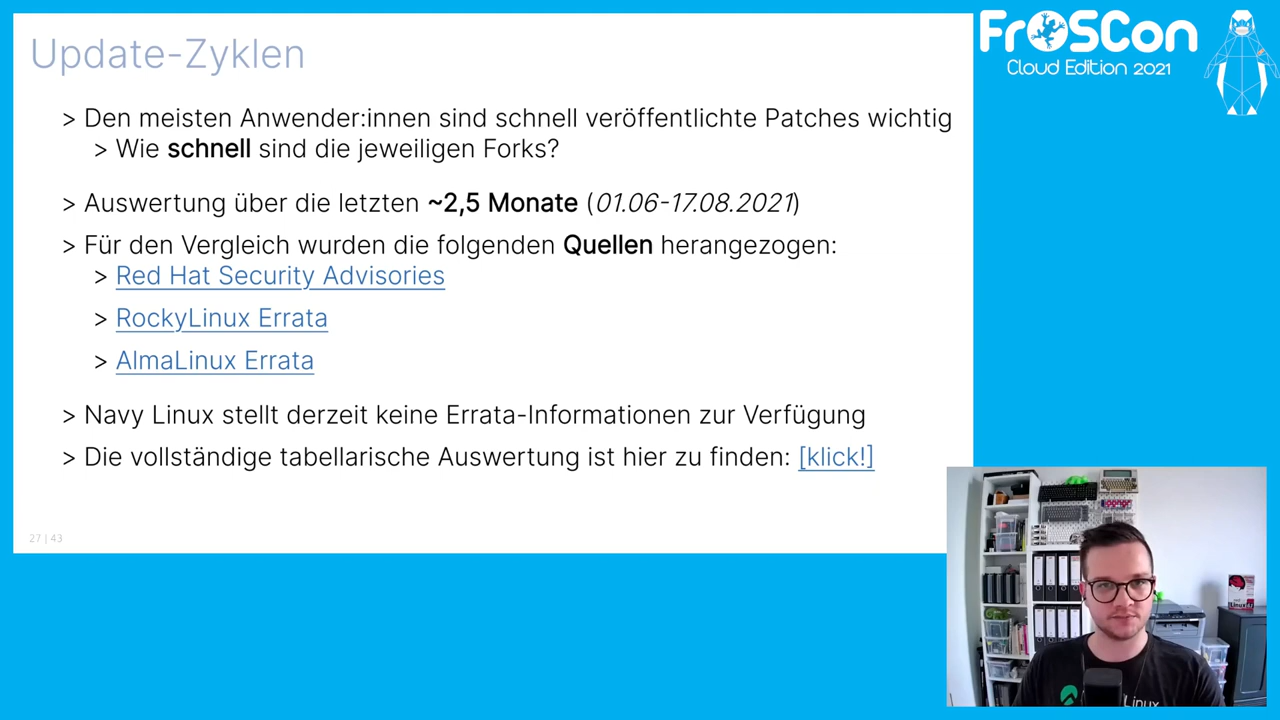 Update-Zyklen
> Den meisten Anwender:innen sind schnell veröffentlichte Patches wichtig
> Wie schnell sind die jeweiligen Forks?
> Auswertung über die letzten ~2,5 Monate (01.06-17.08.2021)
> Für den Vergleich wurden die folgenden Quellen herangezogen:
> Red Hat Security Advisories
> RockyLinux Errata
> AlmaLinux Errata
> Navy Linux stellt derzeit keine Errata-Informationen zur Verfügung
> Die vollständige tabellarische Auswertung ist hier zu finden: [klick!]
27 | 43
FrOSCon
Cloud Edition 2021
Linux